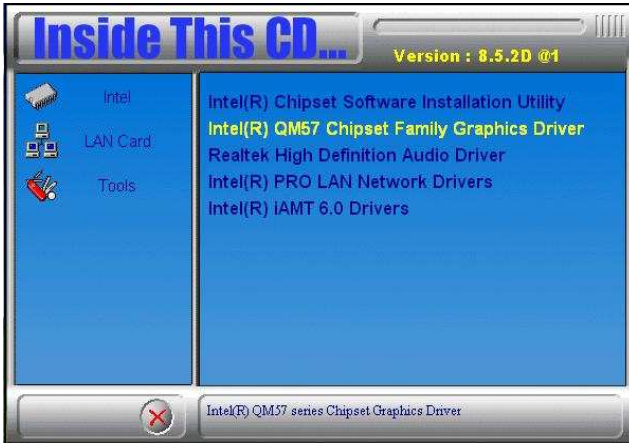 Inside This CD...
Version : 8.5.2D @1
Intel
LAN Card
Tools
Intel(R) Chipset Software Installation Utility
Intel(R) QM57 Chipset Family Graphics Driver
Realtek High Definition Audio Driver
Intel(R) PRO LAN Network Drivers
Intel(R) iAMT 6.0 Drivers
Intel(R) QM57 series Chipset Graphics Driver